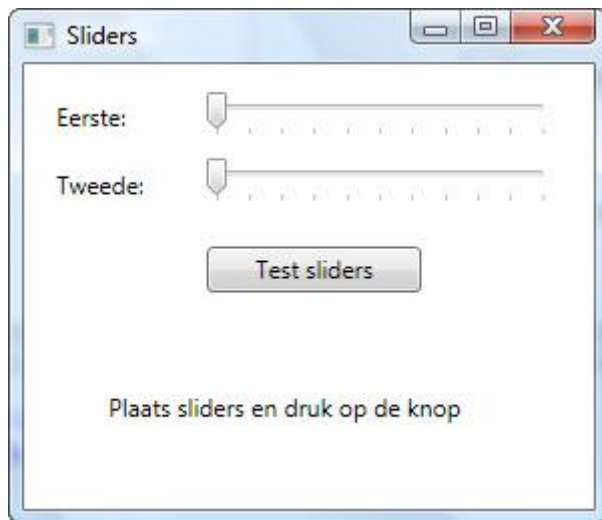 Sliders
Eerste:
Tweede:
Test sliders
Plaats sliders en druk op de knop